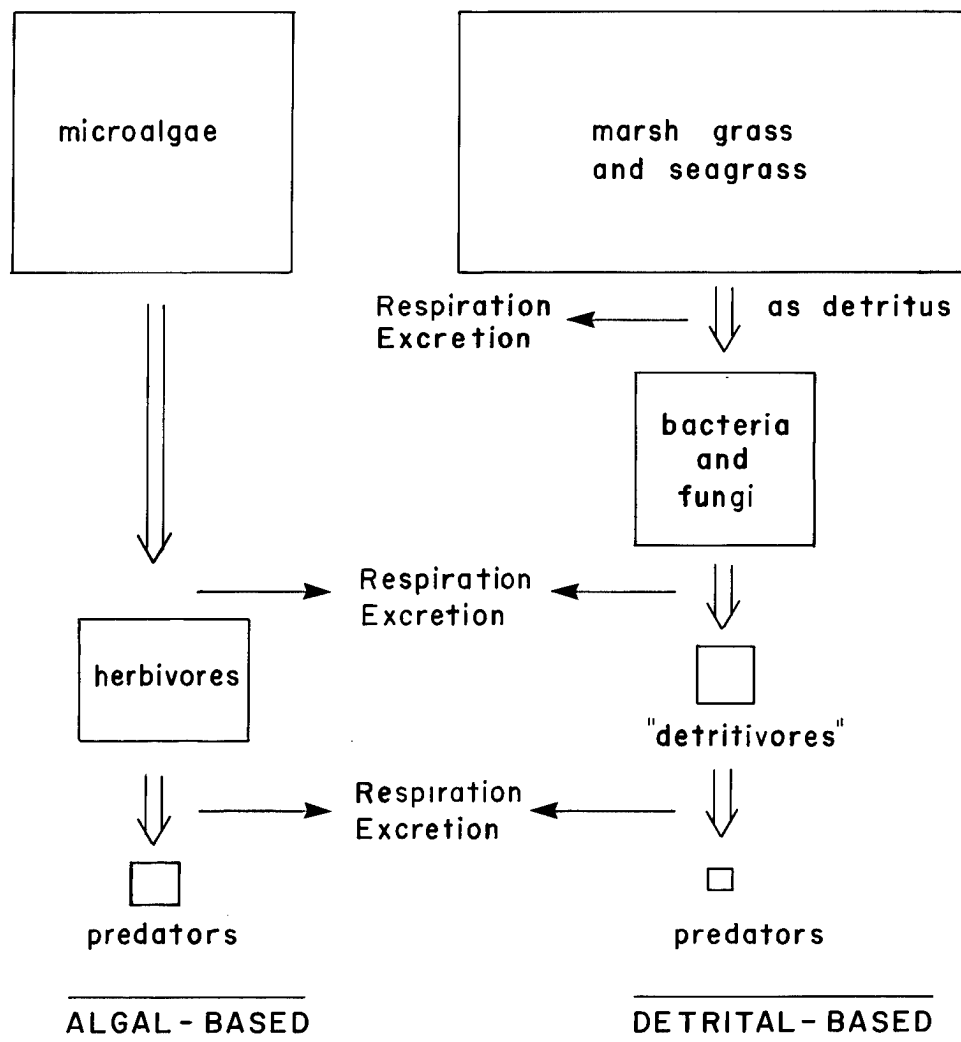 microalgae
marsh grass
and seagrass
Respiration
Excretion
as detritus
bacteria
and
fungi
Respiration
Excretion
herbivores
"detritivores"
Respiration
Excretion
predators
predators
ALGAL-BASED
DETRITAL-BASED